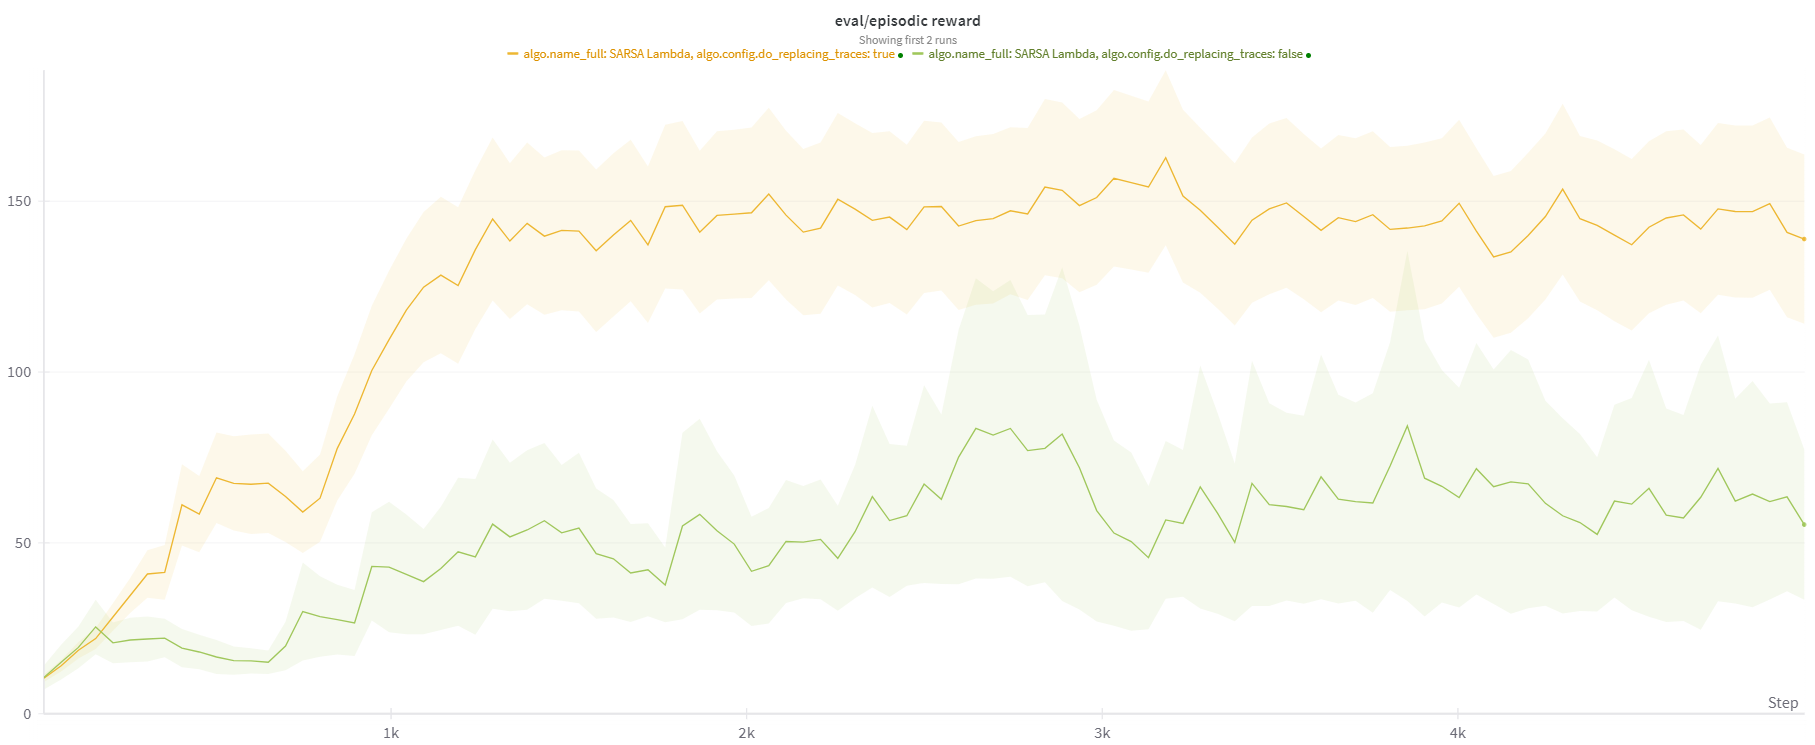 eval/episodic reward
Showing first 2 runs
algo.name_full: SARSA Lambda, algo.config.do_replacing_traces: true algo.name_full: SARSA Lambda, algo.config.do_replacing_traces: false
150
100
50
0
Step
1k 2k 3k 4k